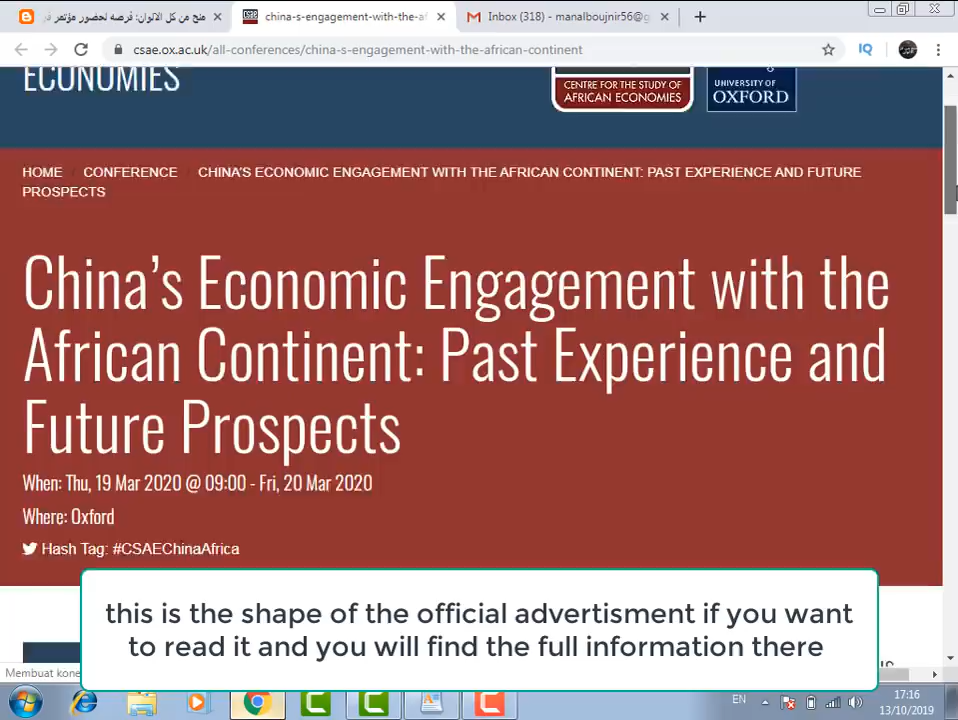 منح من كل الالوان: فرصه لحضور مؤتمر في
china-s-engagement-with-the-af
Inbox (318) - manalboujnir56@g
csae.ox.ac.uk/all-conferences/china-s-engagement-with-the-african-continent
IQ
ECONOMIES
CENTRE FOR THE STUDY OF
AFRICAN ECONOMIES
UNIVERSITY OF
OXFORD
HOME CONFERENCE CHINA'S ECONOMIC ENGAGEMENT WITH THE AFRICAN CONTINENT: PAST EXPERIENCE AND FUTURE
PROSPECTS
China's Economic Engagement with the
African Continent: Past Experience and
Future Prospects
When: Thu, 19 Mar 2020 @ 09:00 - Fri, 20 Mar 2020
Where: Oxford
Hash Tag: #CSAEChinaAfrica
this is the shape of the official advertisment if you want
to read it and you will find the full information there
Membuat kone
EN
17:16
13/10/2019